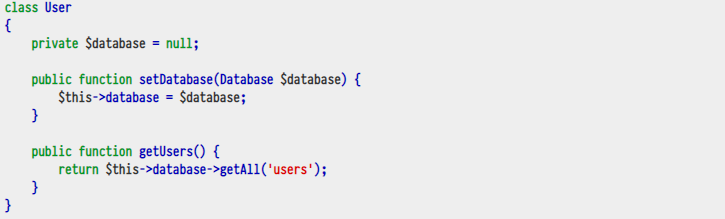 class User
{
    private $database = null;

    public function setDatabase(Database $database) {
        $this->database = $database;
    }

    public function getUsers() {
        return $this->database->getAll('users');
    }
}